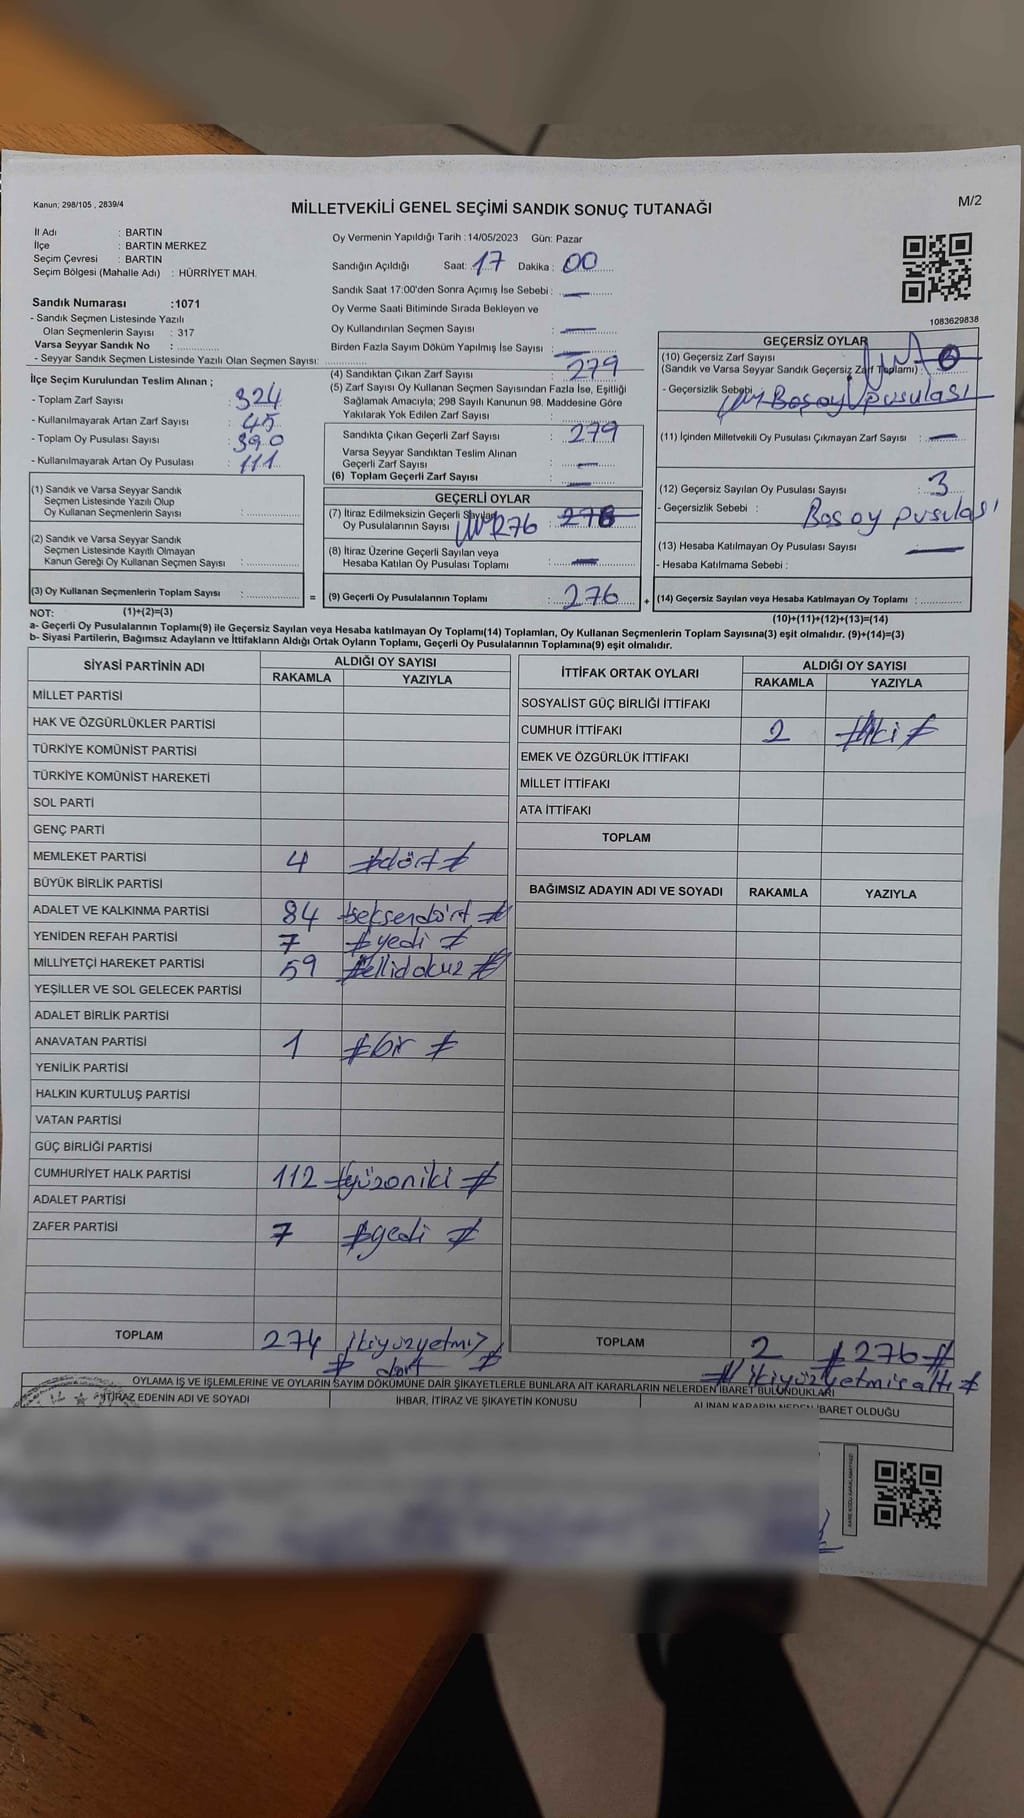 Kanun; 298/105 , 2839/4
MİLLETVEKİLİ GENEL SEÇİMİ SANDIK SONUÇ TUTANAĞI
M/2
İl Adı : BARTIN
İlçe : BARTIN MERKEZ
Seçim Çevresi : BARTIN
Seçim Bölgesi (Mahalle Adı) : HÜRRİYET MAH.
Sandık Numarası :1071
- Sandık Seçmen Listesinde Yazılı
Olan Seçmenlerin Sayısı : 317
Varsa Seyyar Sandık No :
- Seyyar Sandık Seçmen Listesinde Yazılı Olan Seçmen Sayısı:
Oy Vermenin Yapıldığı Tarih :14/05/2023 Gün: Pazar
Sandığın Açıldığı Saat: 17 Dakika : 00
Sandık Saat 17:00'den Sonra Açımış İse Sebebi : —
Oy Verme Saati Bitiminde Sırada Bekleyen ve
Oy Kullandırılan Seçmen Sayısı : —
Birden Fazla Sayım Döküm Yapılmış İse Sayısı : —
1083629838
İlçe Seçim Kurulundan Teslim Alınan ;
- Toplam Zarf Sayısı : 324
- Kullanılmayarak Artan Zarf Sayısı : 45
- Toplam Oy Pusulası Sayısı : 390
- Kullanılmayarak Artan Oy Pusulası : 111
(4) Sandıktan Çıkan Zarf Sayısı : 279
(5) Zarf Sayısı Oy Kullanan Seçmen Sayısından Fazla İse, Eşitliği
Sağlamak Amacıyla; 298 Sayılı Kanunun 98. Maddesine Göre
Yakılarak Yok Edilen Zarf Sayısı :
Sandıkta Çıkan Geçerli Zarf Sayısı : 279
Varsa Seyyar Sandıktan Teslim Alınan
Geçerli Zarf Sayısı : —
(6) Toplam Geçerli Zarf Sayısı : —
GEÇERSİZ OYLAR
(10) Geçersiz Zarf Sayısı
(Sandık ve Varsa Seyyar Sandık Geçersiz Zarf Toplamı) :
- Geçersizlik Sebebi : Boş oy pusulası
(11) İçinden Milletvekili Oy Pusulası Çıkmayan Zarf Sayısı : —
(12) Geçersiz Sayılan Oy Pusulası Sayısı : 3
- Geçersizlik Sebebi : Boş oy pusulası
(13) Hesaba Katılmayan Oy Pusulası Sayısı : —
- Hesaba Katılmama Sebebi :
(14) Geçersiz Sayılan veya Hesaba Katılmayan Oy Toplamı :
(1) Sandık ve Varsa Seyyar Sandık
Seçmen Listesinde Yazılı Olup
Oy Kullanan Seçmenlerin Sayısı :
(2) Sandık ve Varsa Seyyar Sandık
Seçmen Listesinde Kayıtlı Olmayan
Kanun Gereği Oy Kullanan Seçmen Sayısı :
(3) Oy Kullanan Seçmenlerin Toplam Sayısı :
=
GEÇERLİ OYLAR
(7) İtiraz Edilmeksizin Geçerli Sayılan
Oy Pusulalarının Sayısı 276 : 276
(8) İtiraz Üzerine Geçerli Sayılan veya
Hesaba Katılan Oy Pusulası Toplamı : —
(9) Geçerli Oy Pusulalarının Toplamı : 276
+
NOT: (1)+(2)=(3)
(10)+(11)+(12)+(13)=(14)
a- Geçerli Oy Pusulalarının Toplamı(9) ile Geçersiz Sayılan veya Hesaba katılmayan Oy Toplamı(14) Toplamları, Oy Kullanan Seçmenlerin Toplam Sayısına(3) eşit olmalıdır. (9)+(14)=(3)
b- Siyasi Partilerin, Bağımsız Adayların ve İttifakların Aldığı Ortak Oyların Toplamı, Geçerli Oy Pusulalarının Toplamına(9) eşit olmalıdır.
SİYASİ PARTİNİN ADI ALDIĞI OY SAYISI
RAKAMLA YAZIYLA
MİLLET PARTİSİ
HAK VE ÖZGÜRLÜKLER PARTİSİ
TÜRKİYE KOMÜNİST PARTİSİ
TÜRKİYE KOMÜNİST HAREKETİ
SOL PARTİ
GENÇ PARTİ
MEMLEKET PARTİSİ 4 #dört#
BÜYÜK BİRLİK PARTİSİ
ADALET VE KALKINMA PARTİSİ 84 #seksendört#
YENİDEN REFAH PARTİSİ 7 #yedi#
MİLLİYETÇİ HAREKET PARTİSİ 59 #ellidokuz#
YEŞİLLER VE SOL GELECEK PARTİSİ
ADALET BİRLİK PARTİSİ
ANAVATAN PARTİSİ 1 #bir#
YENİLİK PARTİSİ
HALKIN KURTULUŞ PARTİSİ
VATAN PARTİSİ
GÜÇ BİRLİĞİ PARTİSİ
CUMHURİYET HALK PARTİSİ 112 #yüzoniki#
ADALET PARTİSİ
ZAFER PARTİSİ 7 #yedi#
TOPLAM 274 ikiyüzyetmiş
# dört #
İTTİFAK ORTAK OYLARI ALDIĞI OY SAYISI
RAKAMLA YAZIYLA
SOSYALİST GÜÇ BİRLİĞİ İTTİFAKI
CUMHUR İTTİFAKI 2 #iki#
EMEK VE ÖZGÜRLÜK İTTİFAKI
MİLLET İTTİFAKI
ATA İTTİFAKI
TOPLAM
BAĞIMSIZ ADAYIN ADI VE SOYADI RAKAMLA YAZIYLA
TOPLAM 2 #276#
#ikiyüzyetmişaltı#
OYLAMA İŞ VE İŞLEMLERİNE VE OYLARIN SAYIM DÖKÜMÜNE DAİR ŞİKAYETLERLE BUNLARA AİT KARARLARIN NELERDEN İBARET BULUNDUKLARI
İTİRAZ EDENİN ADI VE SOYADI
İHBAR, İTİRAZ VE ŞİKAYETİN KONUSU
ALINAN KARARIN NEDEN İBARET OLDUĞU